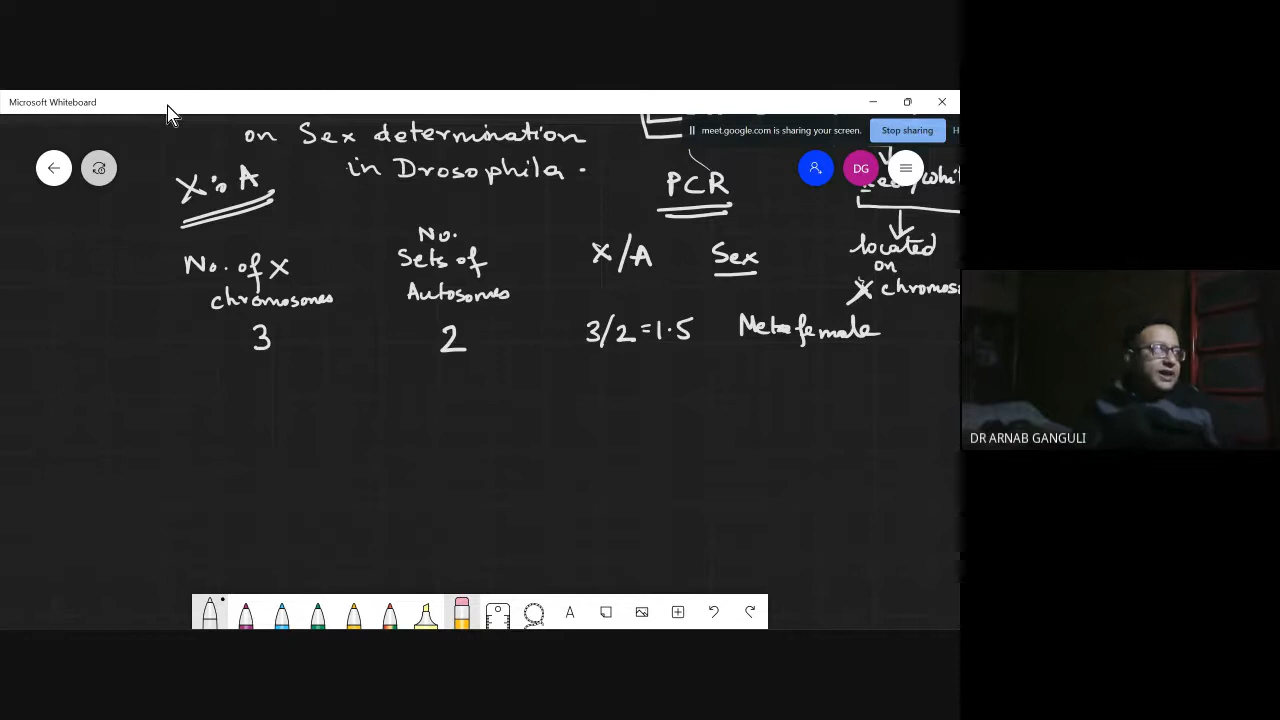 Microsoft Whiteboard
on Sex determination
in Drosophila.
meet.google.com is sharing your screen.
Stop sharing
H
DG
X:A
PCR
No. of X
chromosomes
No.
Sets of
Autosomes
X/A
Sex
located
on
X chromos
3
2
3/2 = 1.5
Metafemale
A
DR ARNAB GANGULI